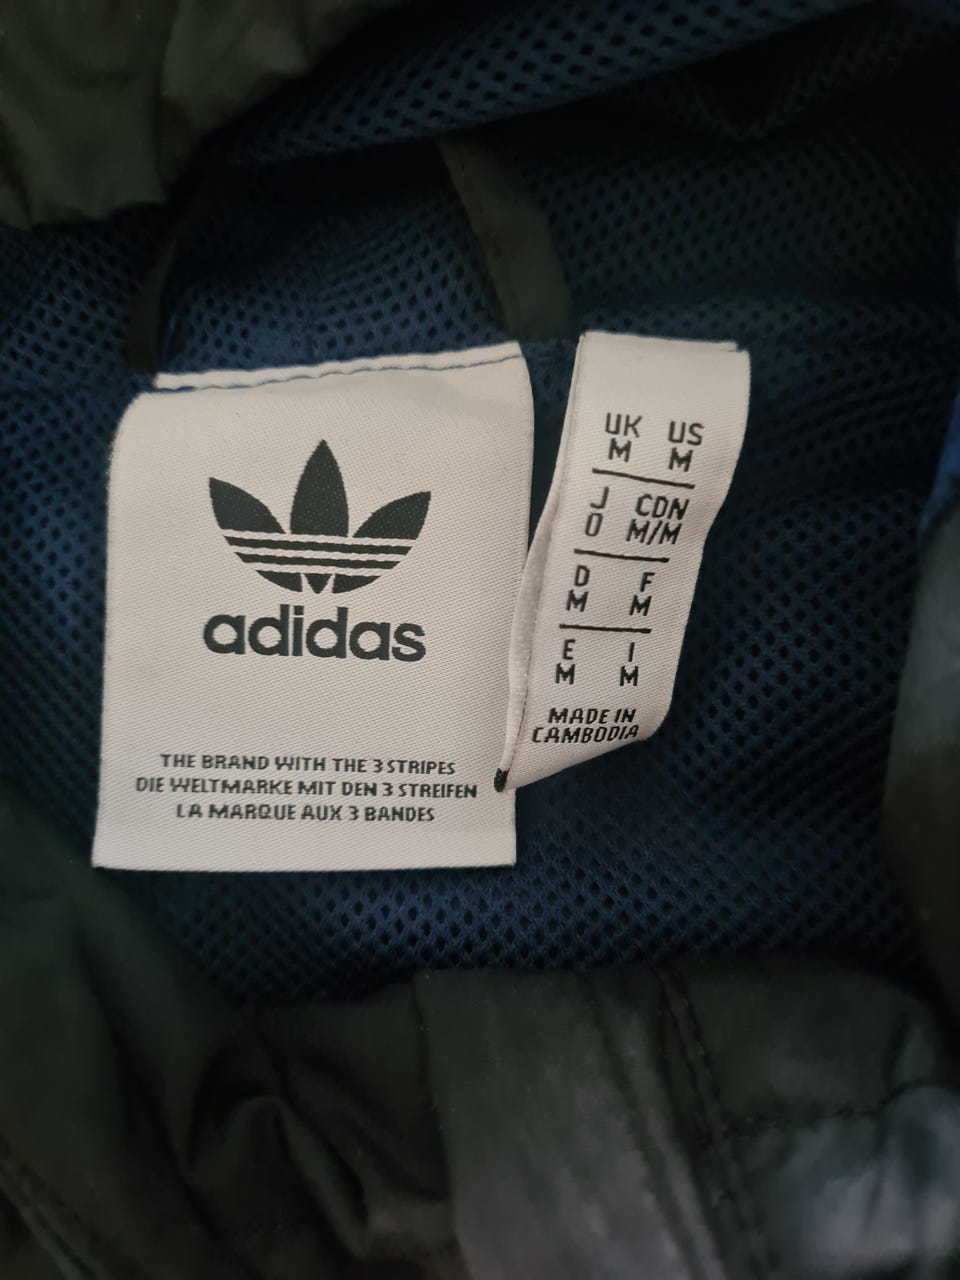 adidas
THE BRAND WITH THE 3 STRIPES
DIE WELTMARKE MIT DEN 3 STREIFEN
LA MARQUE AUX 3 BANDES
UK US
M M
J CDN
O M/M
D F
M M
E I
M M
MADE IN
CAMBODIA